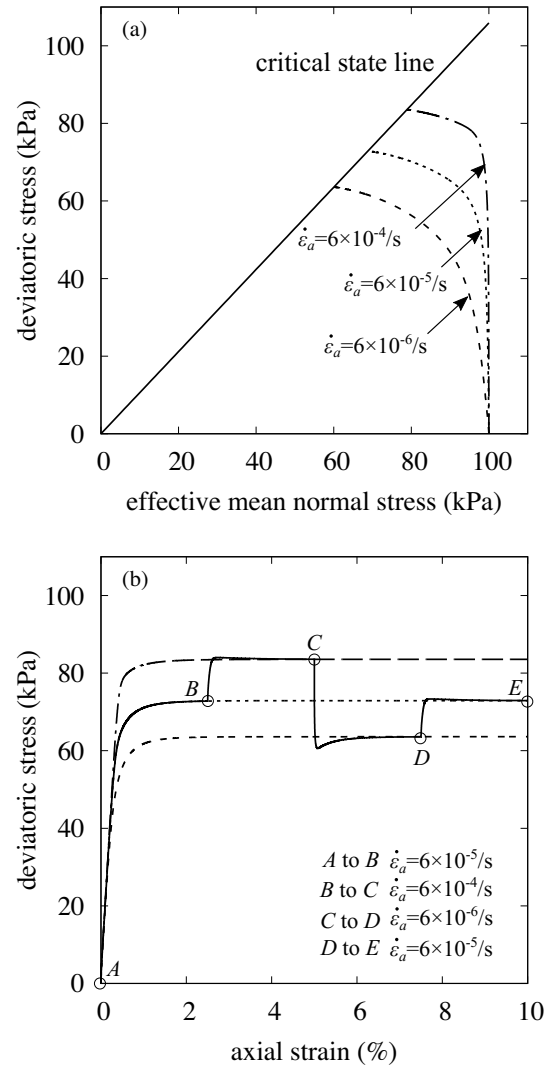 (a)
critical state line
ε̇a=6×10-4/s
ε̇a=6×10-5/s
ε̇a=6×10-6/s
deviatoric stress (kPa)
100
80
60
40
20
0
0 20 40 60 80 100
effective mean normal stress (kPa)
(b)
C
B
E
D
A
A to B ε̇a=6×10-5/s
B to C ε̇a=6×10-4/s
C to D ε̇a=6×10-6/s
D to E ε̇a=6×10-5/s
deviatoric stress (kPa)
100
80
60
40
20
0
0 2 4 6 8 10
axial strain (%)